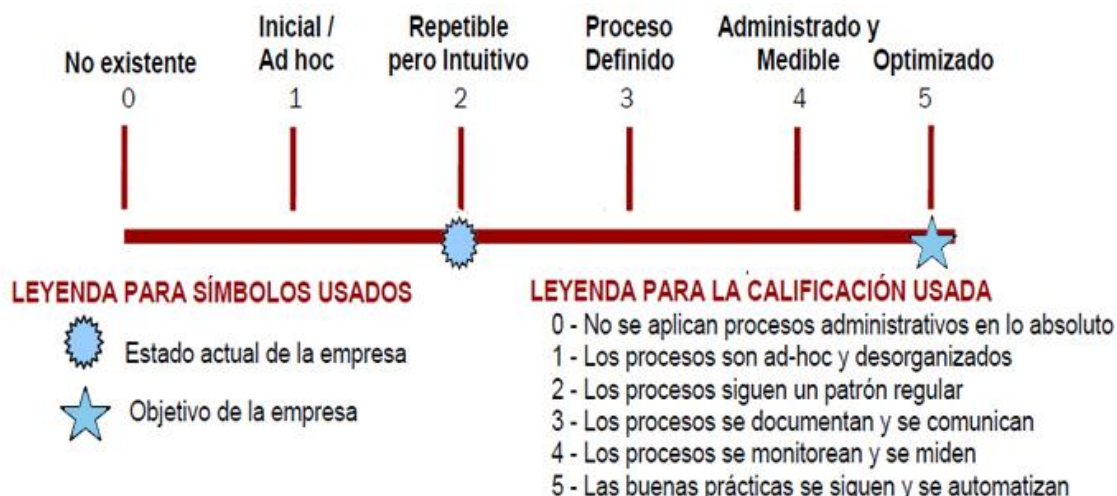 No existente
Inicial /
Ad hoc
Repetible
pero Intuitivo
Proceso
Definido
Administrado y
Medible
Optimizado
0 1 2 3 4 5
LEYENDA PARA SÍMBOLOS USADOS
Estado actual de la empresa
Objetivo de la empresa
LEYENDA PARA LA CALIFICACIÓN USADA
0 - No se aplican procesos administrativos en lo absoluto
1 - Los procesos son ad-hoc y desorganizados
2 - Los procesos siguen un patrón regular
3 - Los procesos se documentan y se comunican
4 - Los procesos se monitorean y se miden
5 - Las buenas prácticas se siguen y se automatizan